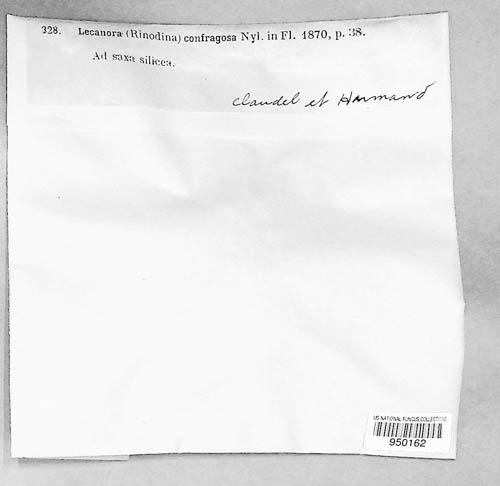 328. Lecanora (Rinodina) confragosa Nyl. in Fl. 1870, p. 38.
Ad saxa silicea.
Claudel et Harmand
US NATIONAL FUNGUS COLLECTIONS
950162